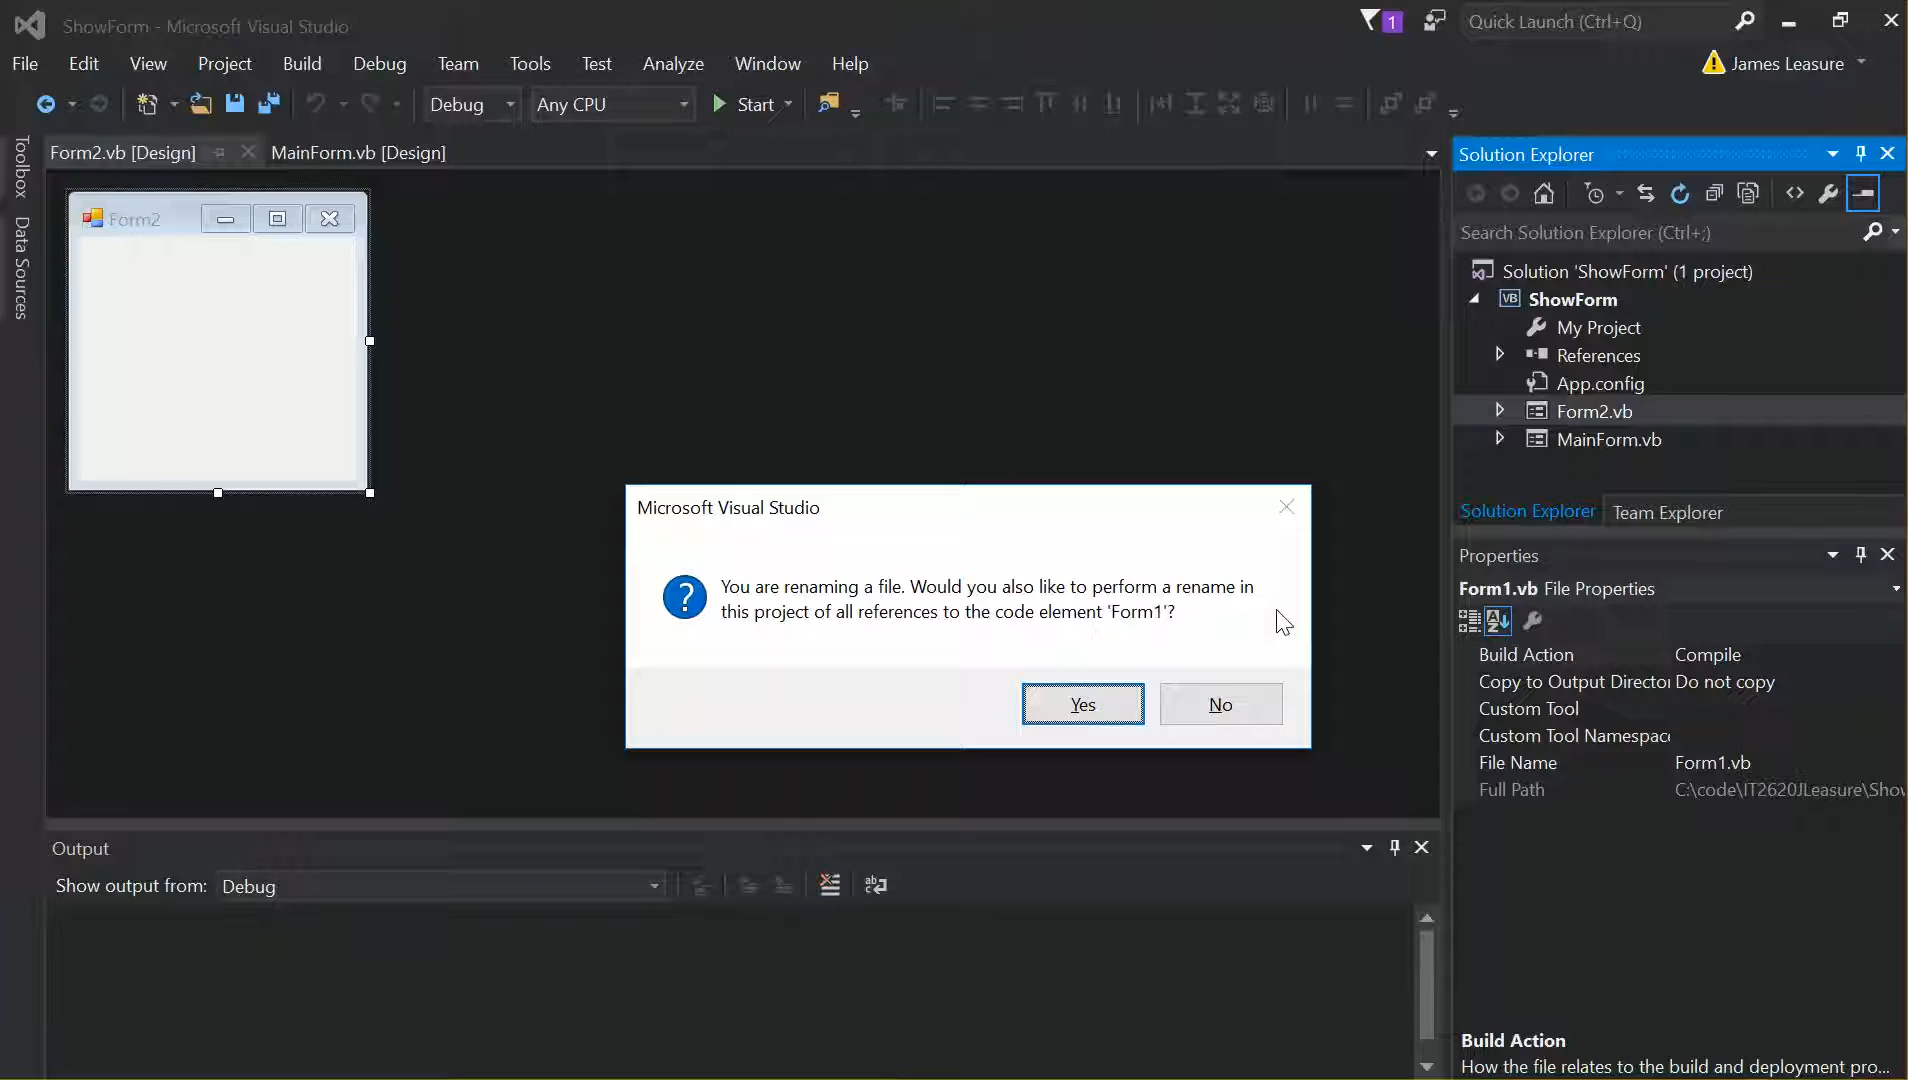 ShowForm - Microsoft Visual Studio
1
Quick Launch (Ctrl+Q)
File Edit View Project Build Debug Team Tools Test Analyze Window Help
James Leasure
Debug Any CPU Start
Toolbox
Data Sources
Form2.vb [Design] MainForm.vb [Design]
Form2
Solution Explorer
Search Solution Explorer (Ctrl+;)
Solution 'ShowForm' (1 project)
VB ShowForm
My Project
References
App.config
Form2.vb
MainForm.vb
Solution Explorer Team Explorer
Microsoft Visual Studio
You are renaming a file. Would you also like to perform a rename in
this project of all references to the code element 'Form1'?
Yes No
Properties
Form1.vb File Properties
Build Action Compile
Copy to Output Director Do not copy
Custom Tool
Custom Tool Namespace
File Name Form1.vb
Full Path C:\code\IT2620JLeasure\Show
Build Action
How the file relates to the build and deployment pro...
Output
Show output from: Debug